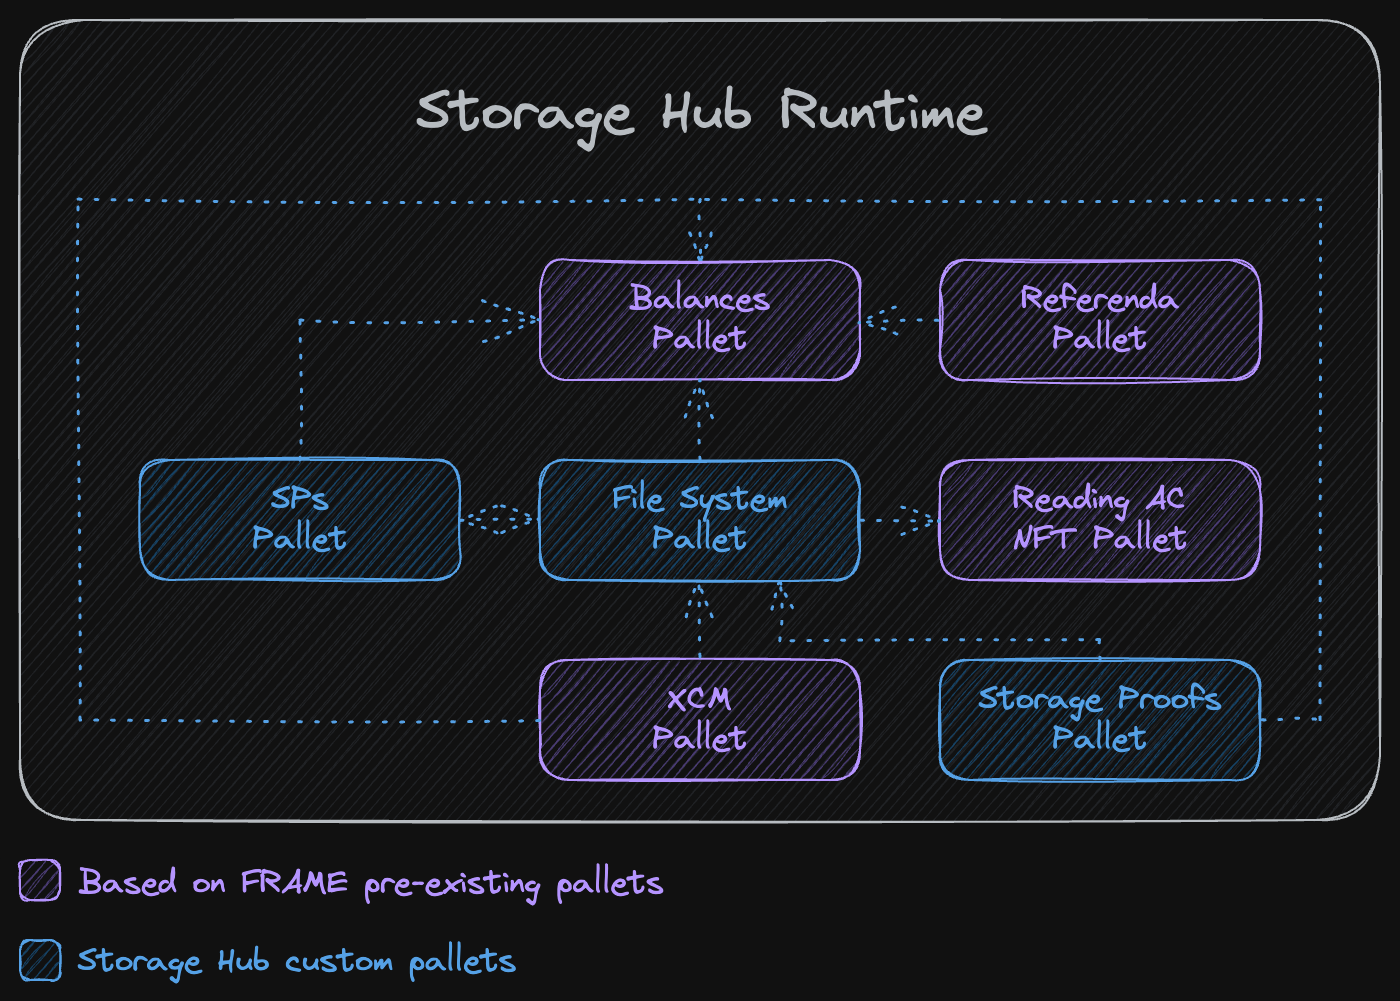 Storage Hub Runtime
Balances
Pallet
Referenda
Pallet
SPs
Pallet
File System
Pallet
Reading AC
NFT Pallet
XCM
Pallet
Storage Proofs
Pallet
Based on FRAME pre-existing pallets
Storage Hub custom pallets